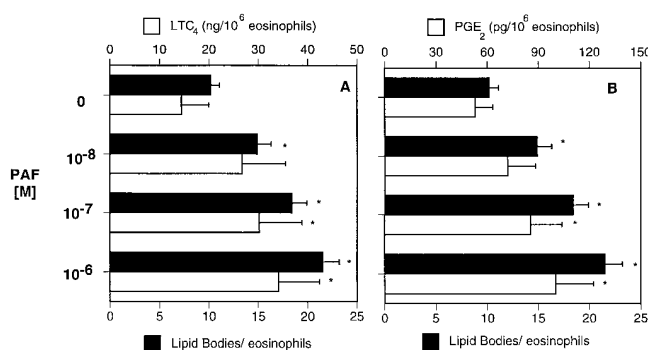 LTC4 (ng/10^6 eosinophils)
PGE2 (pg/10^6 eosinophils)
0 10 20 30 40 50
0 30 60 90 120 150
A
B
0
10-8
PAF
[M]
10-7
10-6
*
*
*
*
*
*
*
*
*
*
0 5 10 15 20 25
0 5 10 15 20 25
Lipid Bodies/ eosinophils
Lipid Bodies/ eosinophils